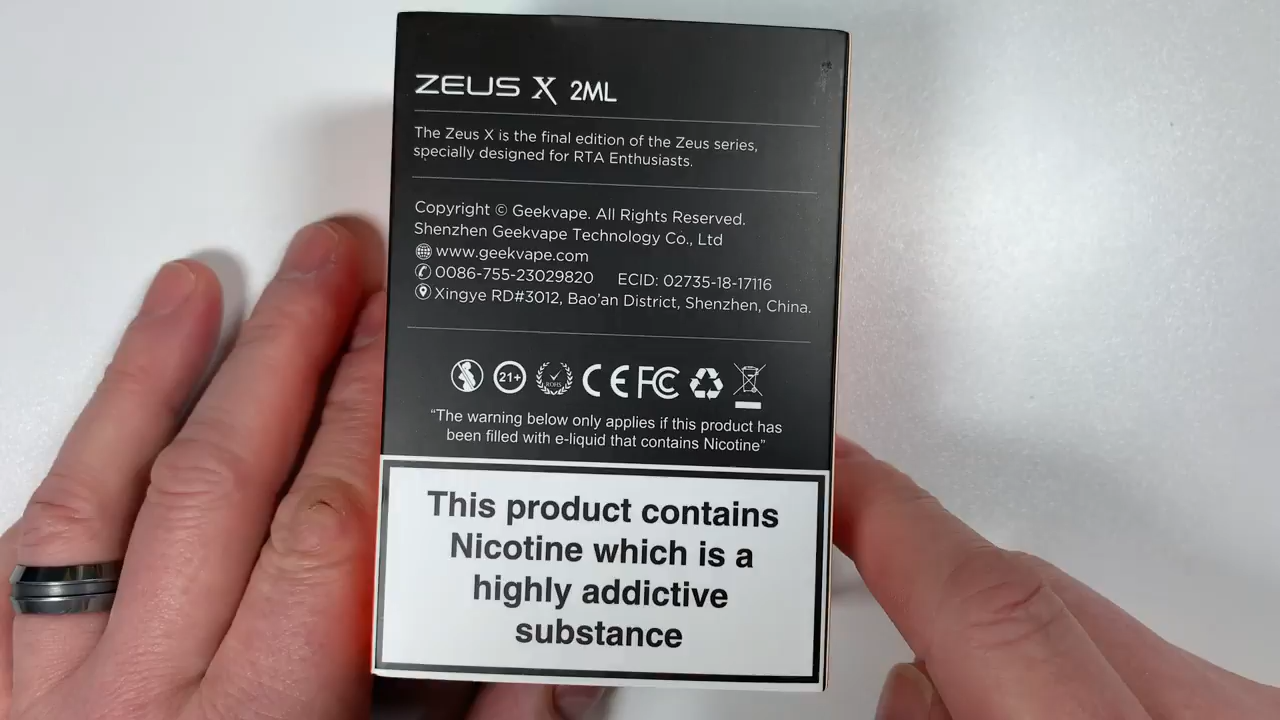 ZEUS X 2ML
The Zeus X is the final edition of the Zeus series,
specially designed for RTA Enthusiasts.
Copyright © Geekvape. All Rights Reserved.
Shenzhen Geekvape Technology Co., Ltd
www.geekvape.com
0086-755-23029820 ECID: 02735-18-17116
Xingye RD#3012, Bao'an District, Shenzhen, China.
21+ ROHS CE FC
"The warning below only applies if this product has
been filled with e-liquid that contains Nicotine"
This product contains
Nicotine which is a
highly addictive
substance